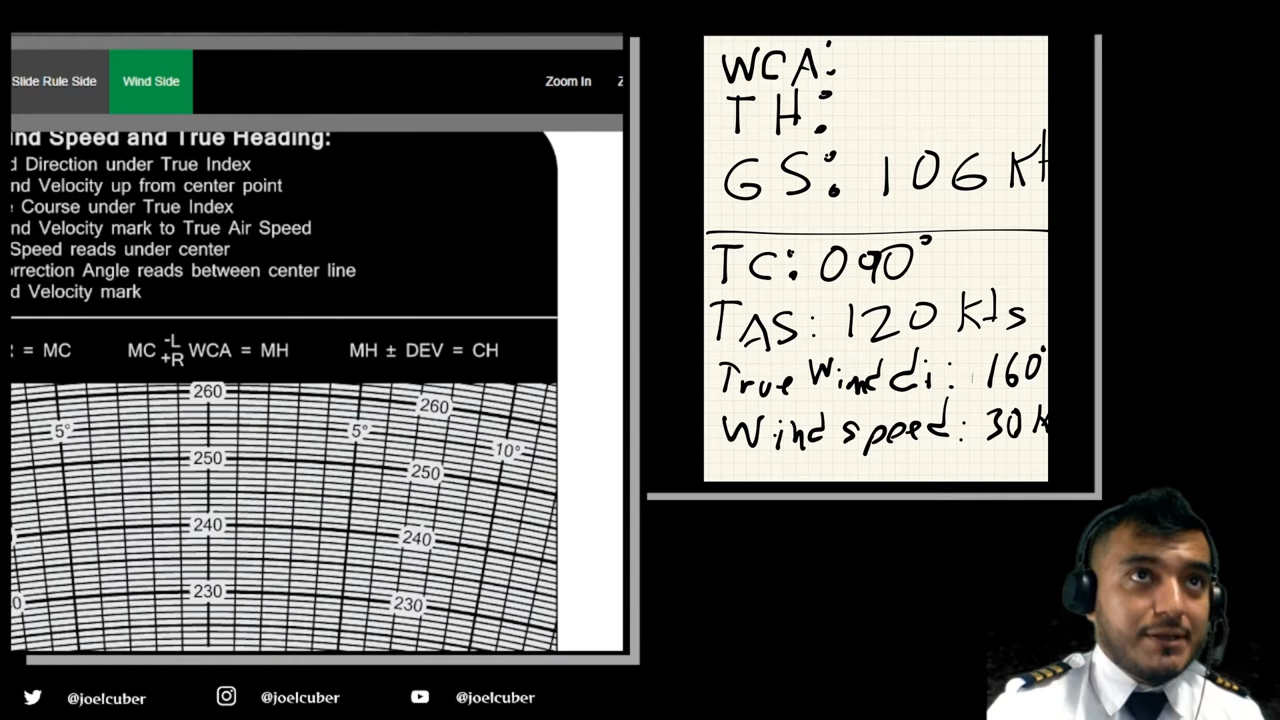 Slide Rule Side
Wind Side
Zoom In
ind Speed and True Heading:
d Direction under True Index
nd Velocity up from center point
e Course under True Index
nd Velocity mark to True Air Speed
Speed reads under center
orrection Angle reads between center line
d Velocity mark
= MC
MC -L +R WCA = MH
MH ± DEV = CH
260
260
5°
5°
10°
250
250
240
240
230
230
WCA:
TH:
GS: 106 Kt
TC: 090°
TAS: 120 Kts
True Wind di: 160°
Wind speed: 30 k
@joelcuber
@joelcuber
@joelcuber